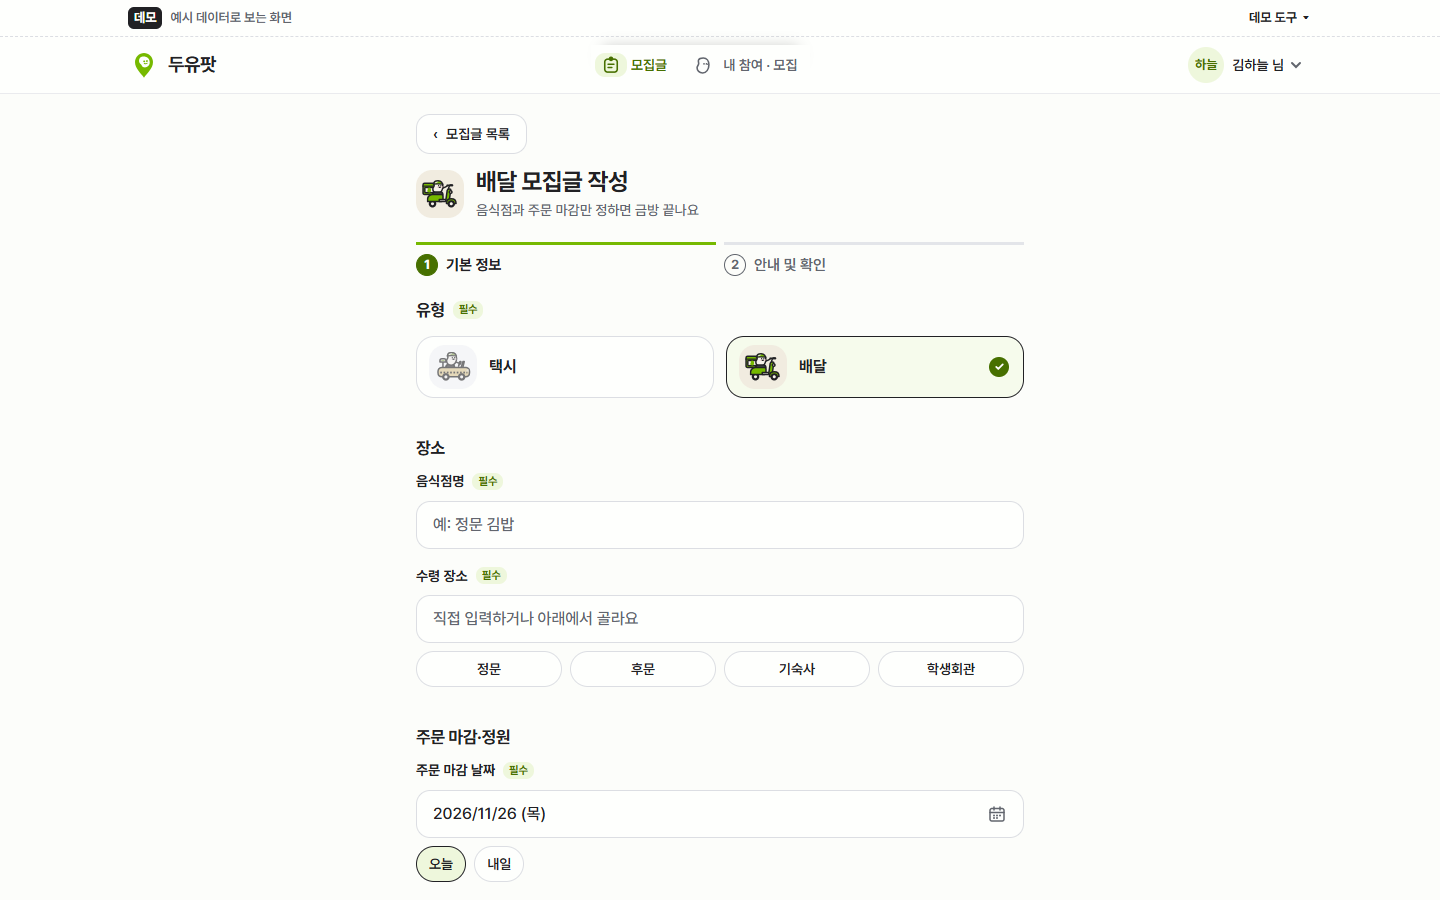 데모 예시 데이터로 보는 화면 데모 도구
두유팟 모집글 내 참여 · 모집 하늘 김하늘 님
‹ 모집글 목록
배달 모집글 작성
음식점과 주문 마감만 정하면 금방 끝나요
1 기본 정보 2 안내 및 확인
유형 필수
택시 배달
장소
음식점명 필수
예: 정문 김밥
수령 장소 필수
직접 입력하거나 아래에서 골라요
정문 후문 기숙사 학생회관
주문 마감·정원
주문 마감 날짜 필수
2026/11/26 (목)
오늘 내일